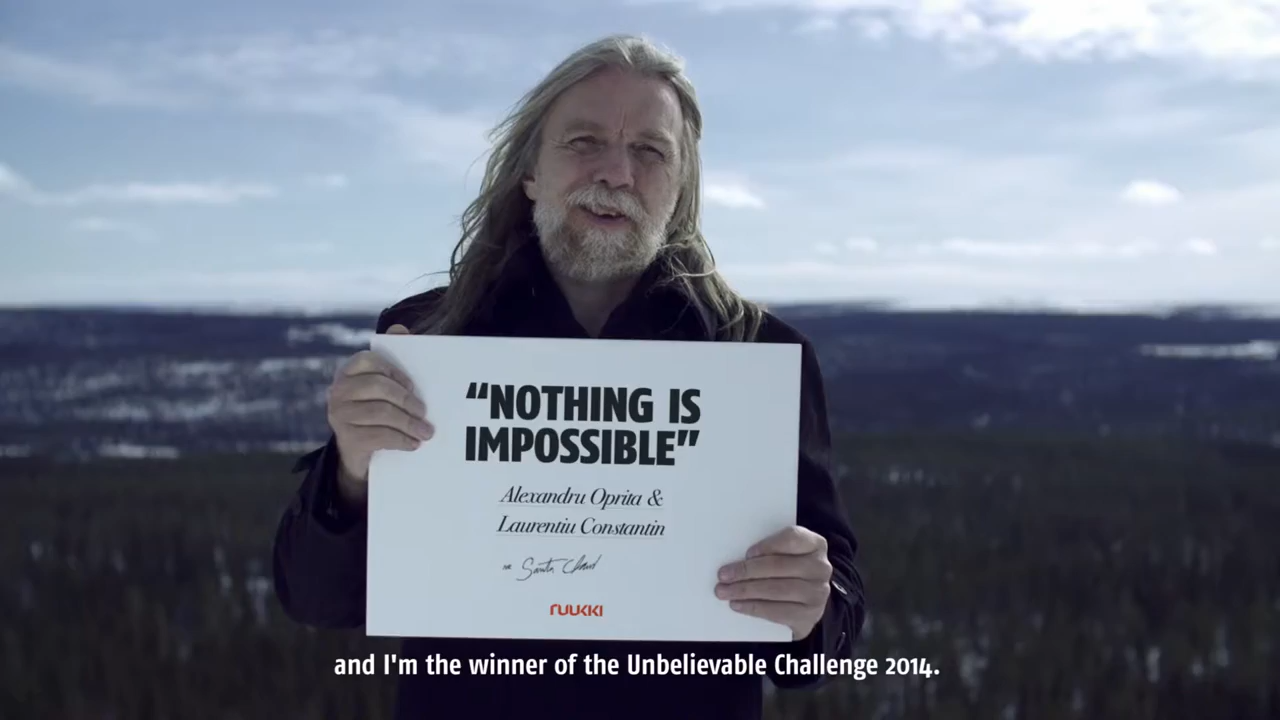 “NOTHING IS
IMPOSSIBLE”
Alexandru Oprita &
Laurentiu Constantin
ruukki
and I'm the winner of the Unbelievable Challenge 2014.